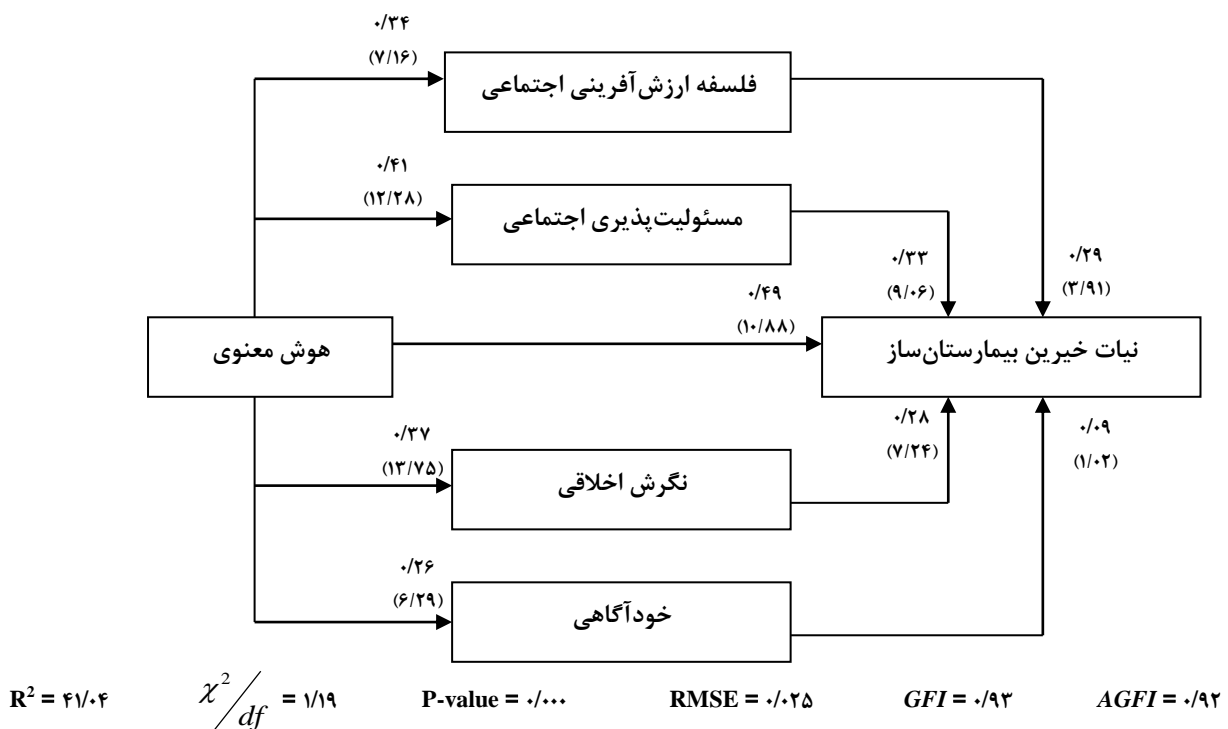 ۰/۳۴
(۷/۱۶)
فلسفه ارزش‌آفرینی اجتماعی
۰/۴۱
(۱۲/۲۸)
مسئولیت‌پذیری اجتماعی
۰/۳۳
(۹/۰۶)
۰/۲۹
(۳/۹۱)
۰/۴۹
(۱۰/۸۸)
هوش معنوی
نیات خیرین بیمارستان‌ساز
۰/۳۷
(۱۳/۷۵)
نگرش اخلاقی
۰/۲۸
(۷/۲۴)
۰/۰۹
(۱/۰۲)
۰/۲۶
(۶/۲۹)
خودآگاهی
R² = ۴۱/۰۴ χ²/df = ۱/۱۹ P-value = ۰/۰۰۰ RMSE = ۰/۰۲۵ GFI = ۰/۹۳ AGFI = ۰/۹۲